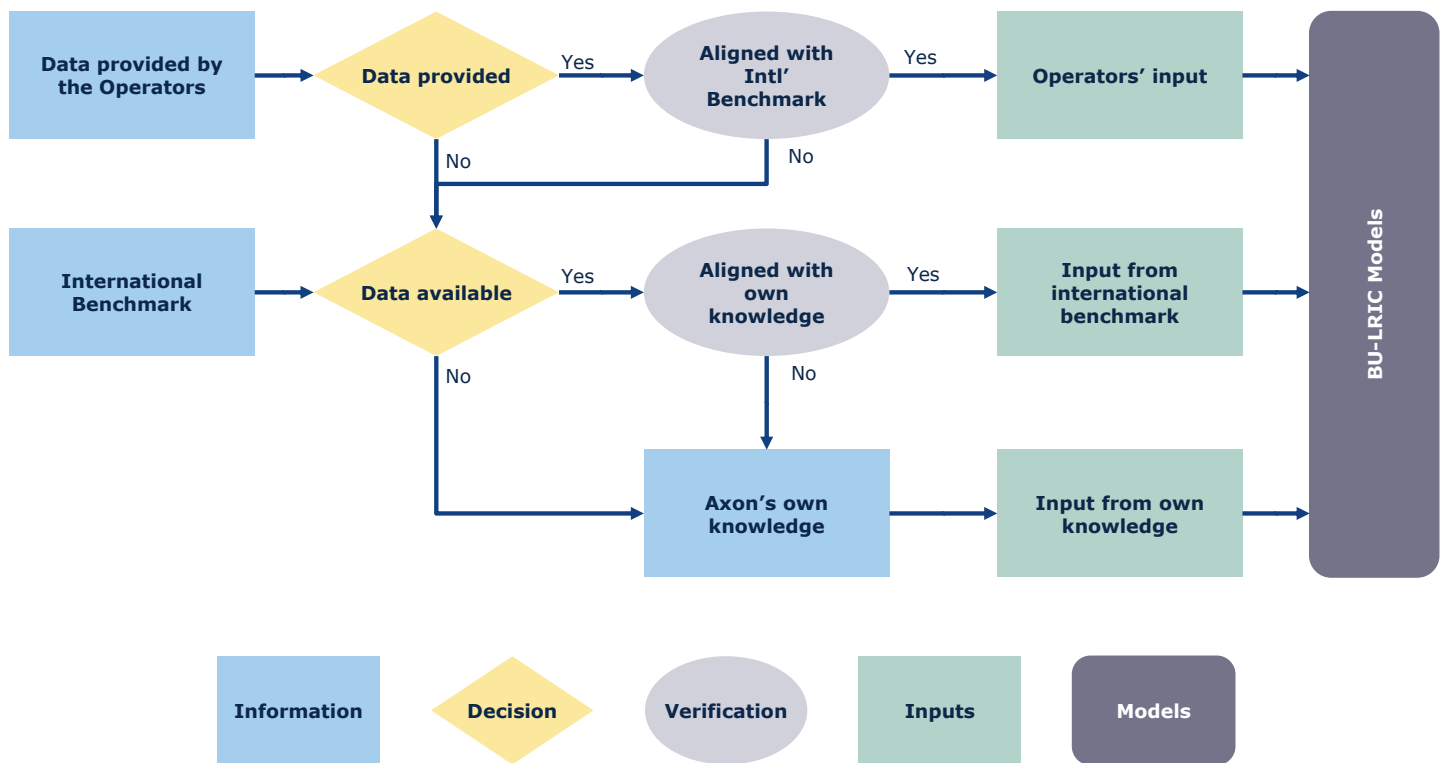 Data provided by
the Operators
Data provided
Yes
Aligned with
Intl’
Benchmark
Yes
Operators’ input
No
No
International
Benchmark
Data available
Yes
Aligned with
own
knowledge
Yes
Input from
international
benchmark
BU-LRIC Models
No
No
Axon’s own
knowledge
Input from own
knowledge
Information
Decision
Verification
Inputs
Models